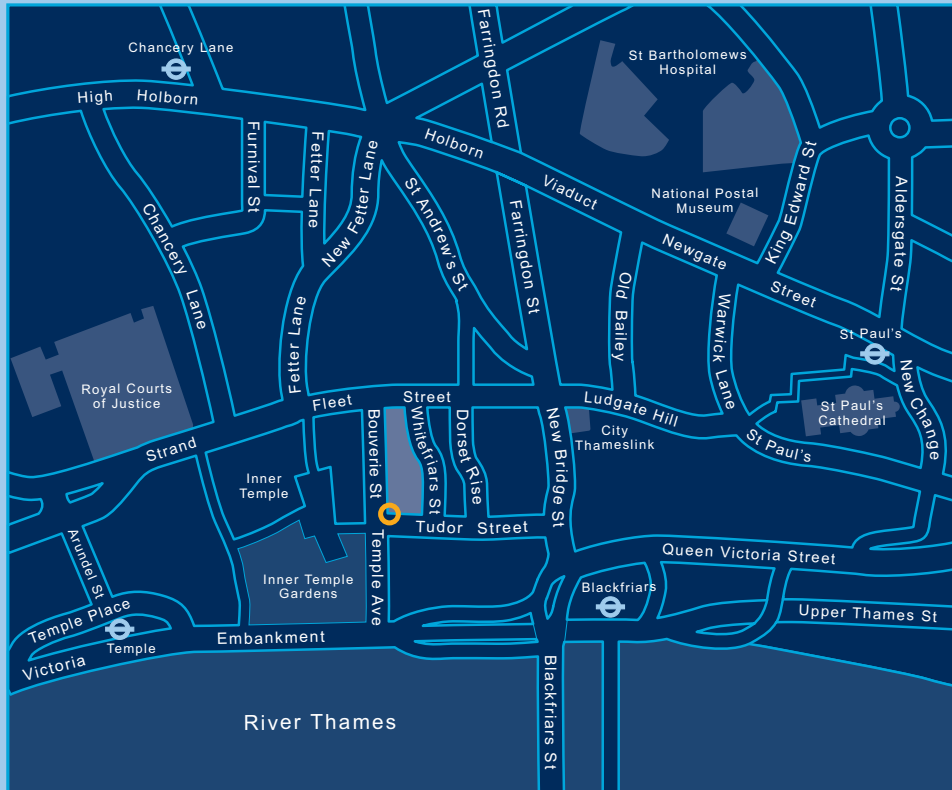 Chancery Lane
High Holborn
Furnival St
Fetter Lane
New Fetter Lane
Holborn
Viaduct
Farringdon Rd
St Bartholomews
Hospital
National Postal
Museum
King Edward St
Aldersgate St
Newgate
Street
Chancery Lane
St Andrew's St
Farringdon St
Old Bailey
Warwick Lane
St Paul's
New Change
Royal Courts
of Justice
Fetter Lane
Fleet Street
Ludgate Hill
St Paul's
Cathedral
City
Thameslink
St Paul's
Strand
Inner
Temple
Bouverie St
Whitefriars St
Dorset Rise
New Bridge St
Tudor Street
Temple Ave
Queen Victoria Street
Arundel St
Inner Temple
Gardens
Blackfriars
Upper Thames St
Temple Place
Temple
Victoria Embankment
Blackfriars St
River Thames